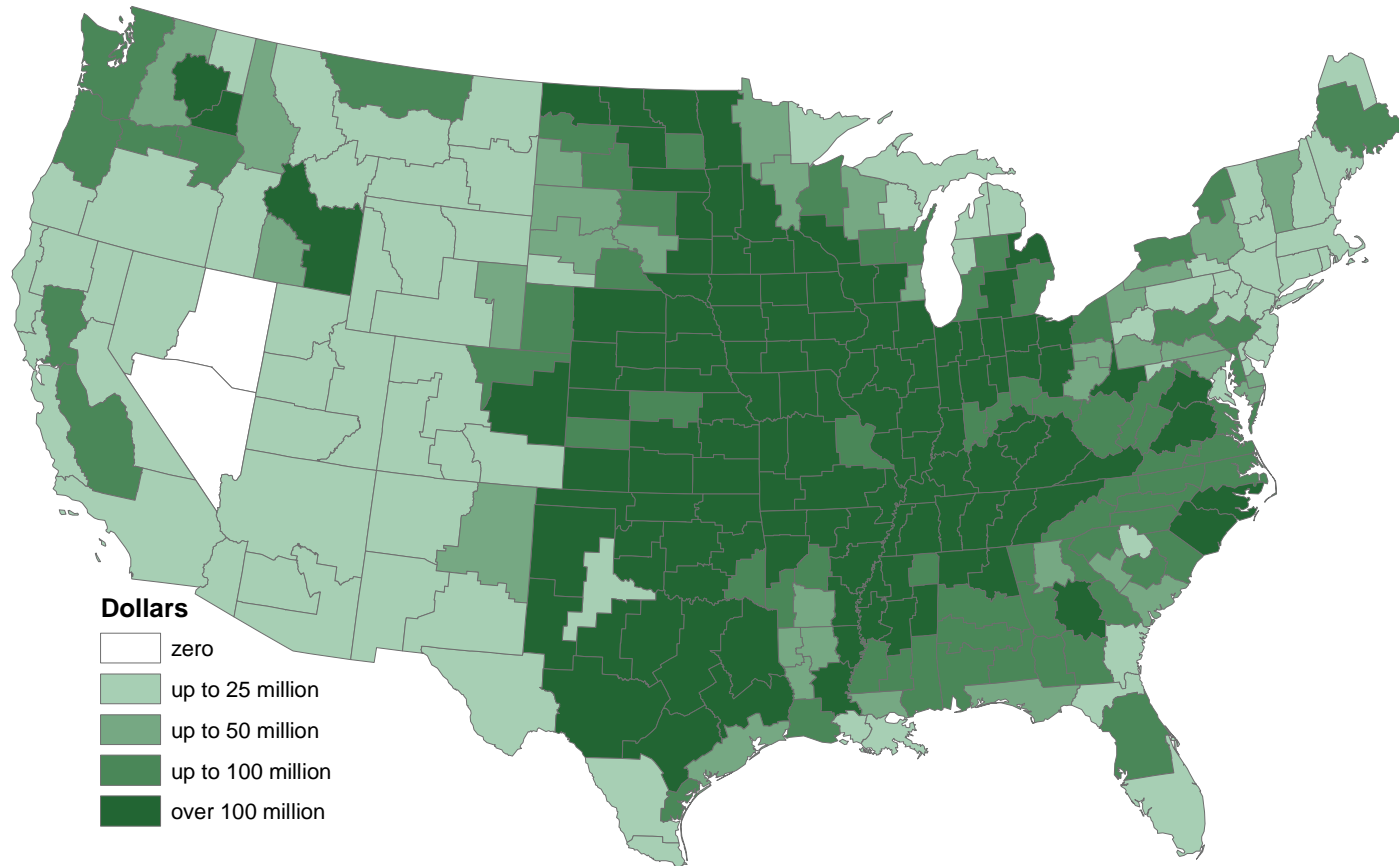 Dollars
zero
up to 25 million
up to 50 million
up to 100 million
over 100 million